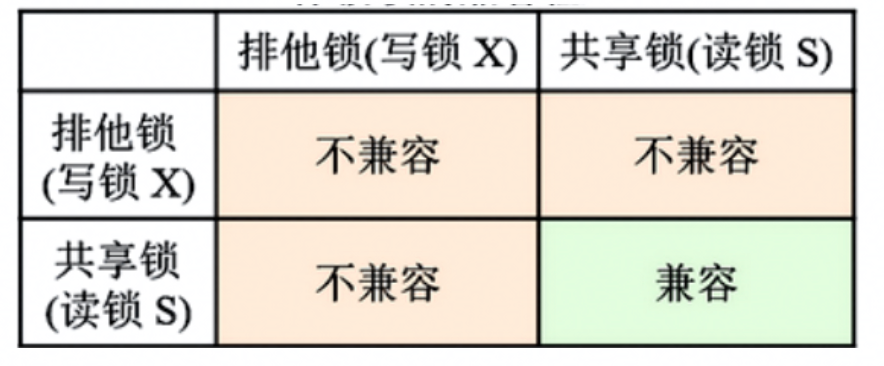 排他锁(写锁 X)
共享锁(读锁 S)
排他锁
(写锁 X)
不兼容
不兼容
共享锁
(读锁 S)
不兼容
兼容